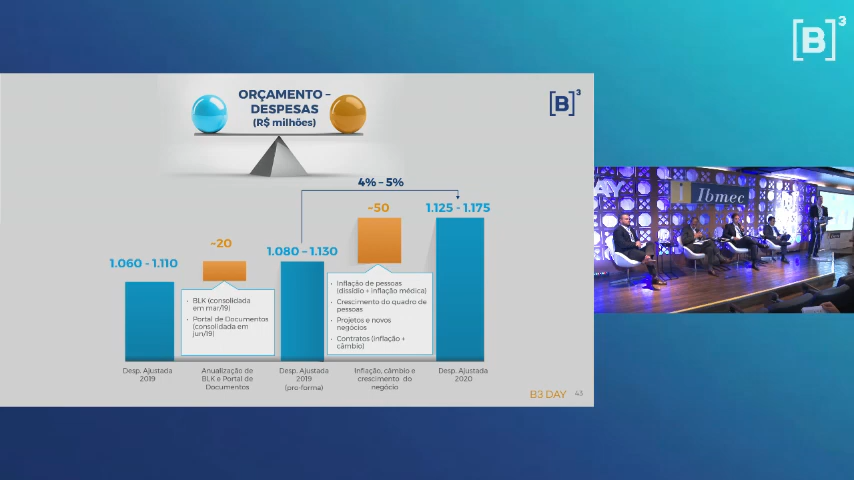 [B]³
ORÇAMENTO –
DESPESAS
(R$ milhões)
[B]³
4% – 5%
1.060 - 1.110
~20
1.080 –1.130
~50
1.125 - 1.175
• BLK (consolidada
em mar/19)
• Portal de Documentos
(consolidada em
jun/19)
• Inflação de pessoas
(dissídio + inflação médica)
• Crescimento do quadro de
pessoas
• Projetos e novos
negócios
• Contratos (inflação +
câmbio)
Desp. Ajustada
2019
Anualização de
BLK e Portal de
Documentos
Desp. Ajustada
2019
(pro-forma)
Inflação, câmbio e
crescimento do
negócio
Desp. Ajustada
2020
B3 DAY 43
AY
i Ibmec